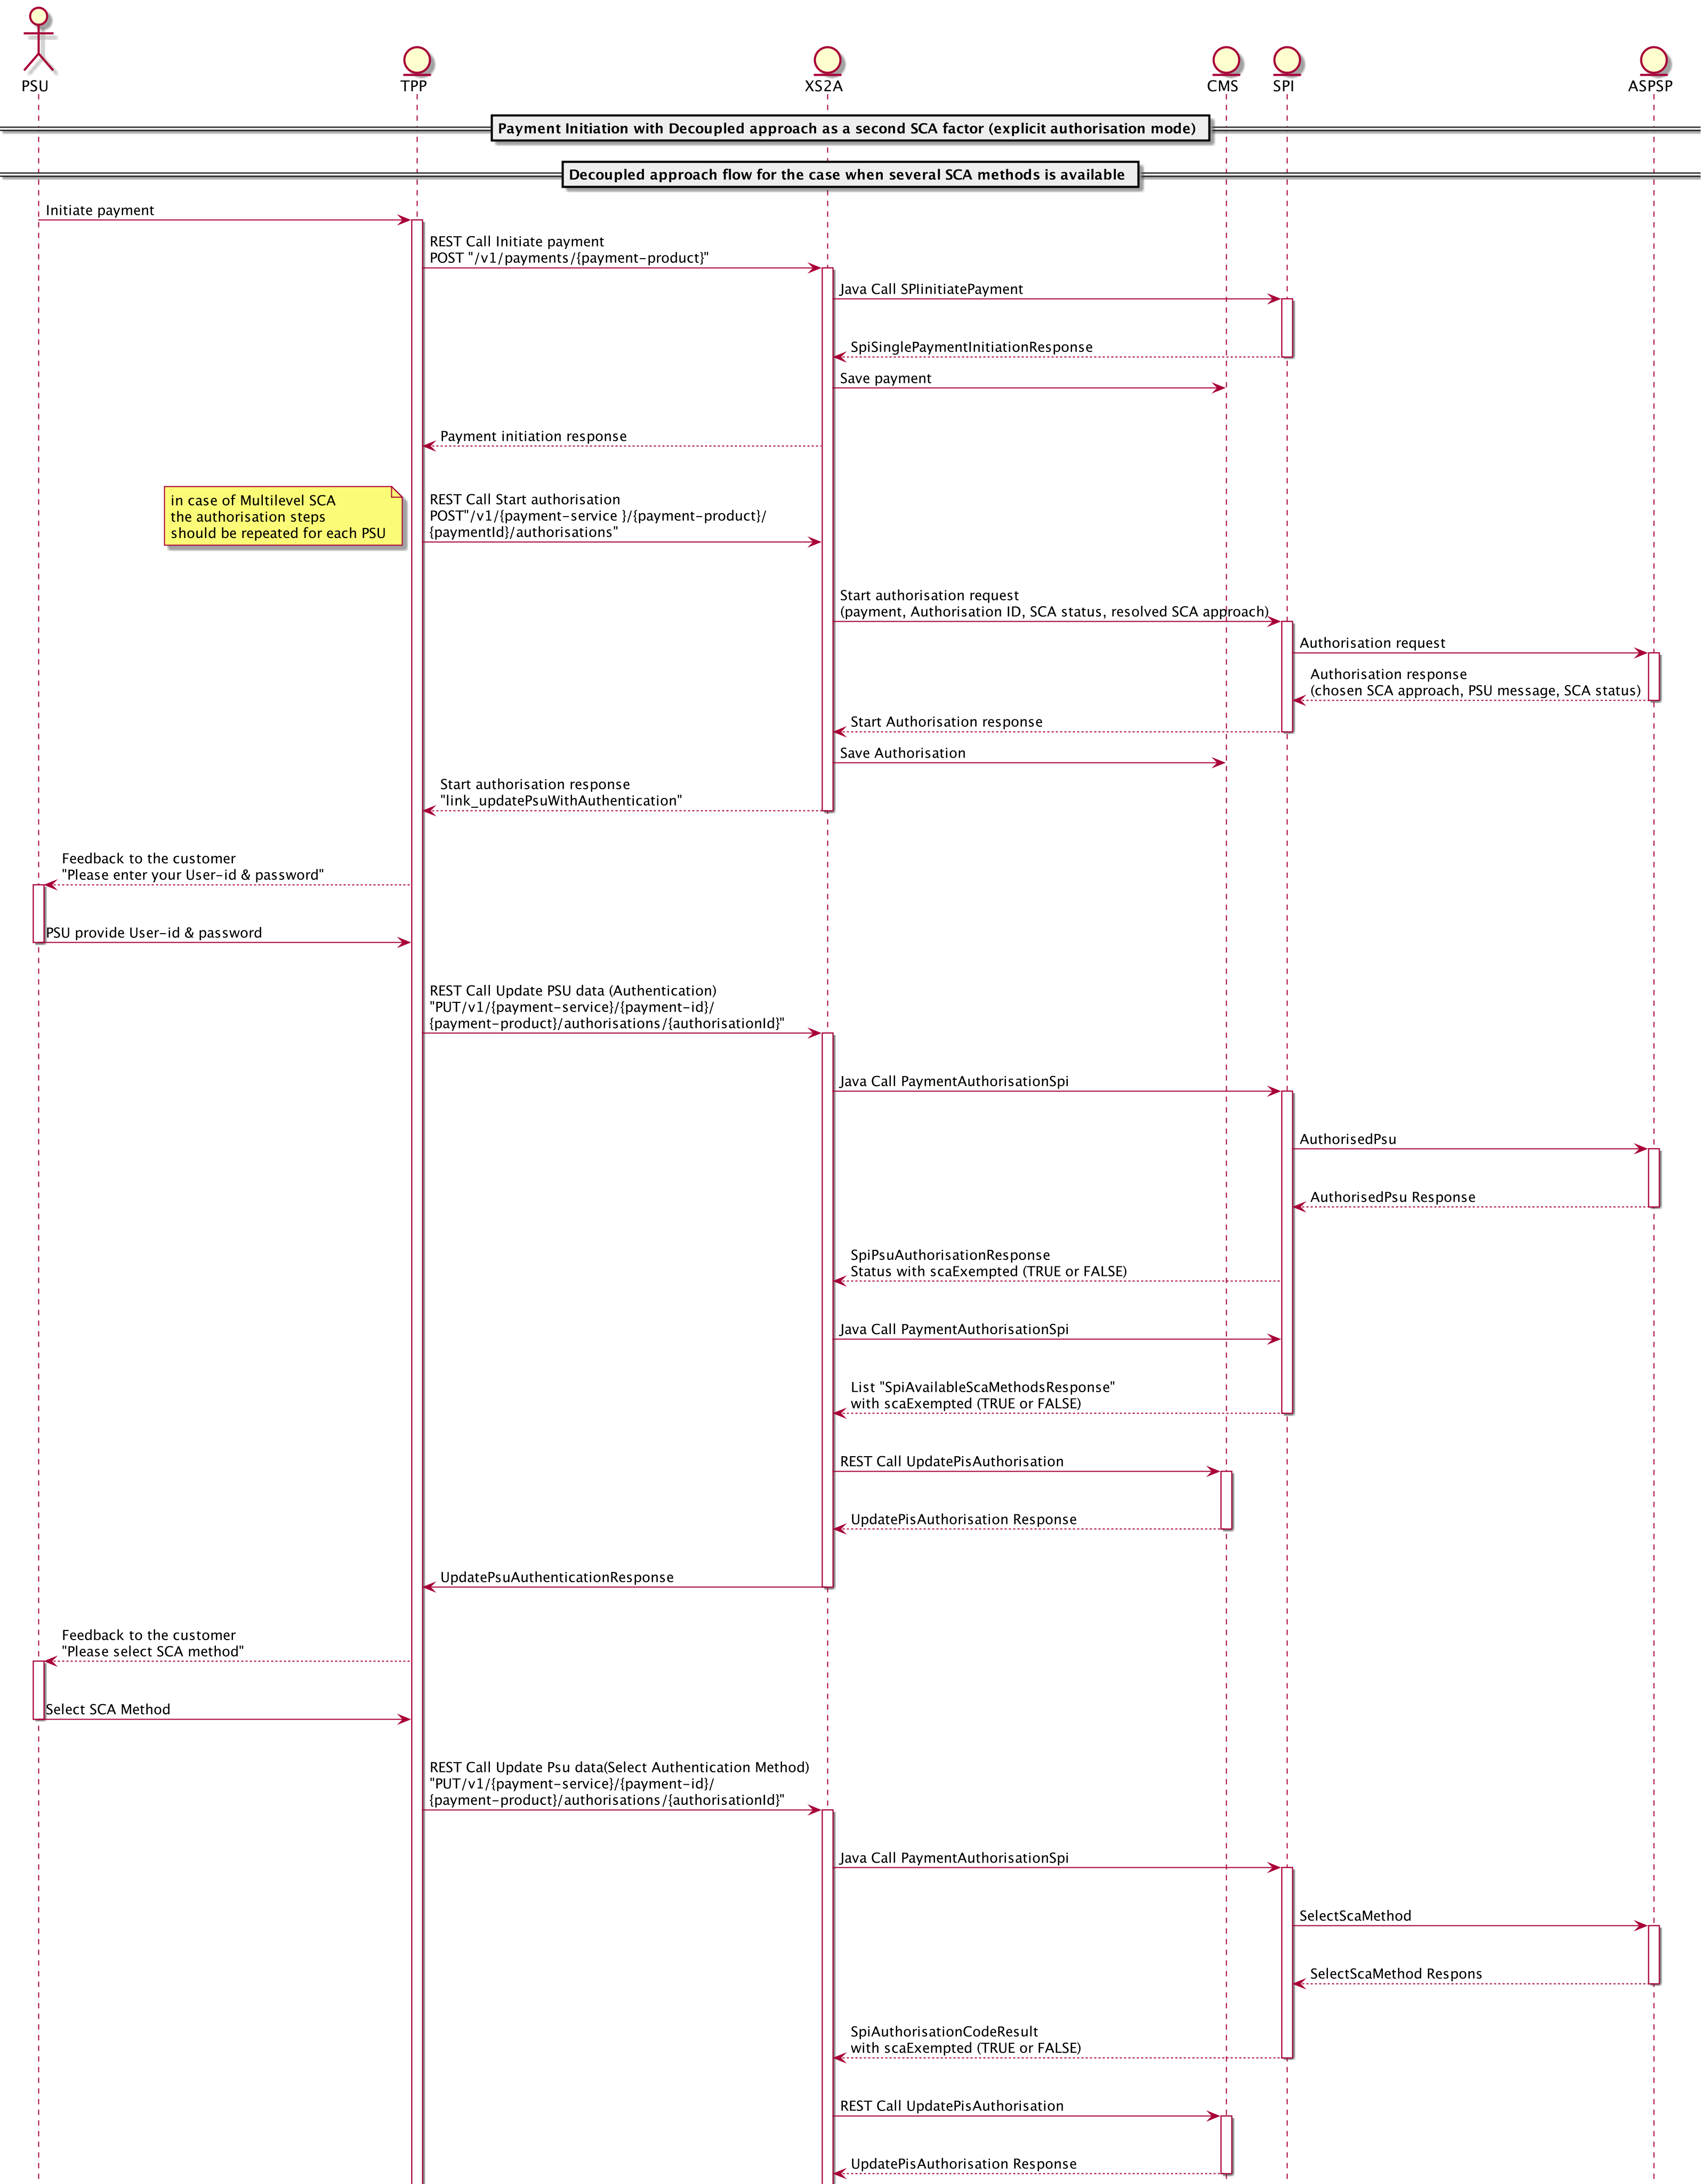 PSU
TPP
XS2A
CMS
SPI
ASPSP
Payment Initiation with Decoupled approach as a second SCA factor (explicit authorisation mode)
Decoupled approach flow for the case when several SCA methods is available
Initiate payment
REST Call Initiate payment
POST "/v1/payments/{payment-product}"
Java Call SPIinitiatePayment
SpiSinglePaymentInitiationResponse
Save payment
Payment initiation response
in case of Multilevel SCA
the authorisation steps
should be repeated for each PSU
REST Call Start authorisation
POST"/v1/{payment-service }/{payment-product}/
{paymentId}/authorisations"
Start authorisation request
(payment, Authorisation ID, SCA status, resolved SCA approach)
Authorisation request
Authorisation response
(chosen SCA approach, PSU message, SCA status)
Start Authorisation response
Save Authorisation
Start authorisation response
"link_updatePsuWithAuthentication"
Feedback to the customer
"Please enter your User-id & password"
PSU provide User-id & password
REST Call Update PSU data (Authentication)
"PUT/v1/{payment-service}/{payment-id}/
{payment-product}/authorisations/{authorisationId}"
Java Call PaymentAuthorisationSpi
AuthorisedPsu
AuthorisedPsu Response
SpiPsuAuthorisationResponse
Status with scaExempted (TRUE or FALSE)
Java Call PaymentAuthorisationSpi
List "SpiAvailableScaMethodsResponse"
with scaExempted (TRUE or FALSE)
REST Call UpdatePisAuthorisation
UpdatePisAuthorisation Response
UpdatePsuAuthenticationResponse
Feedback to the customer
"Please select SCA method"
Select SCA Method
REST Call Update Psu data(Select Authentication Method)
"PUT/v1/{payment-service}/{payment-id}/
{payment-product}/authorisations/{authorisationId}"
Java Call PaymentAuthorisationSpi
SelectScaMethod
SelectScaMethod Respons
SpiAuthorisationCodeResult
with scaExempted (TRUE or FALSE)
REST Call UpdatePisAuthorisation
UpdatePisAuthorisation Response